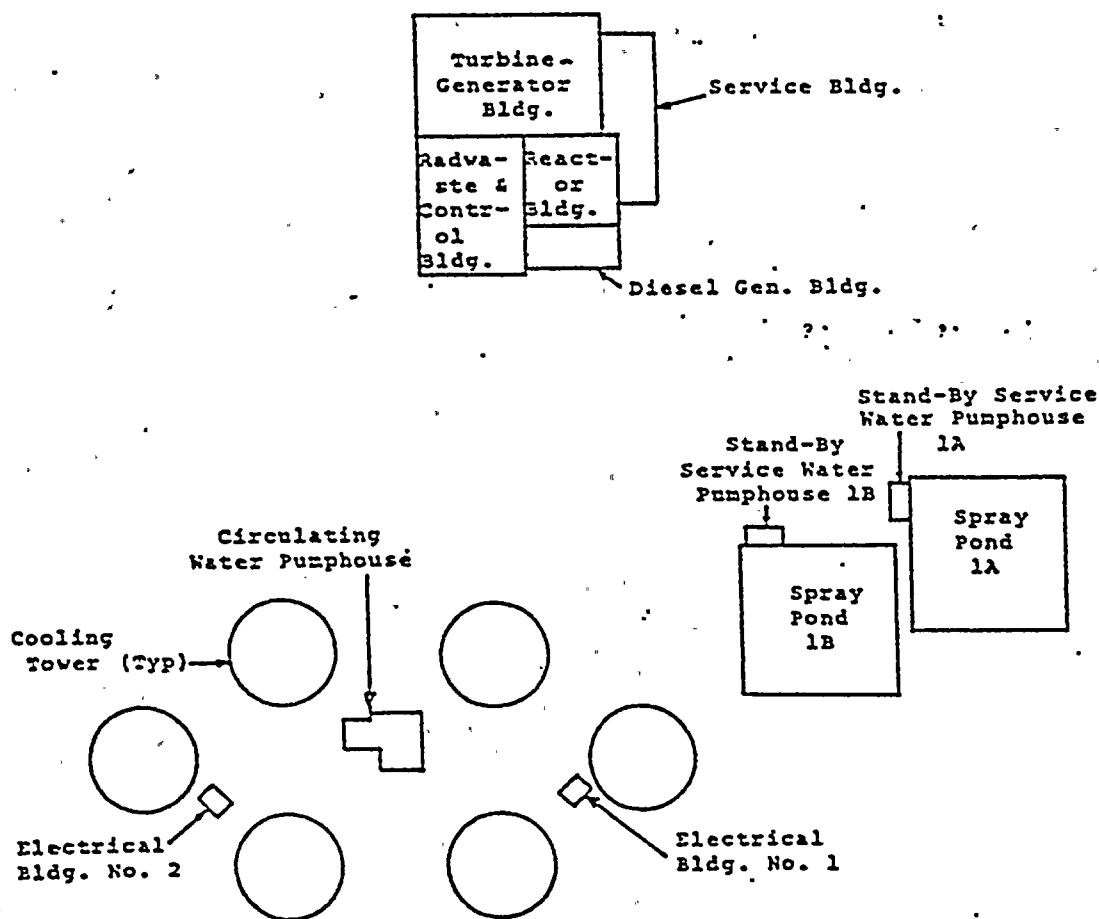 Turbine-
Generator
Bldg.
Service Bldg.
Radwa-
ste &
Contr-
ol
Bldg.
React-
or
Bldg.
Diesel Gen. Bldg.
Stand-By Service
Water Pumphouse
1A
Stand-By
Service Water
Pumphouse 1B
Spray
Pond
1A
Circulating
Water Pumphouse
Spray
Pond
1B
Cooling
Tower (Typ)
Electrical
Bldg. No. 2
Electrical
Bldg. No. 1